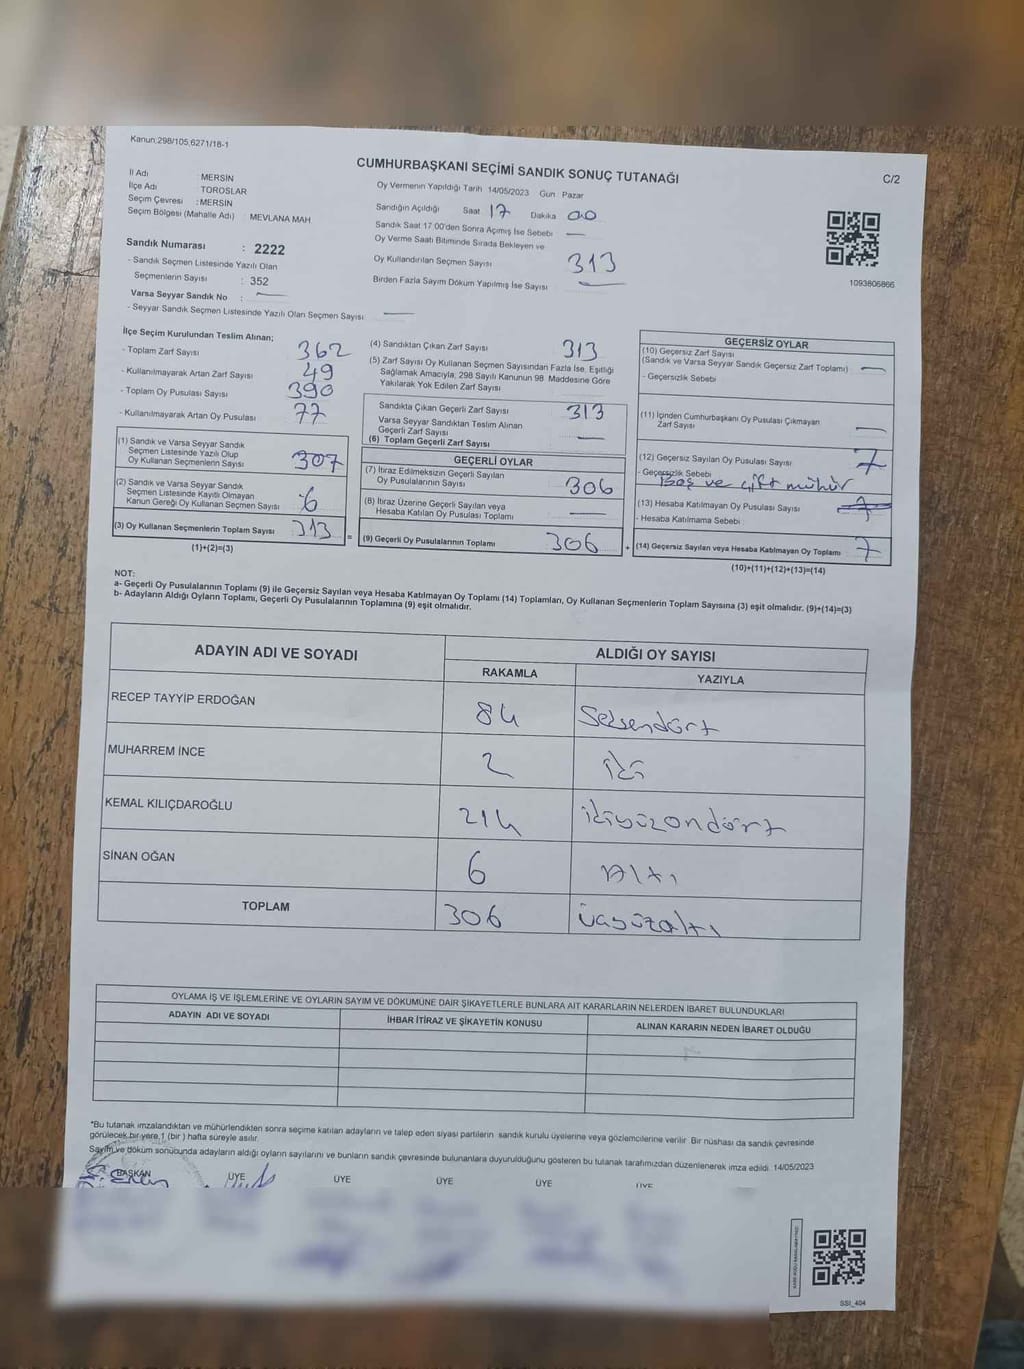 Kanun:298/105,6271/18-1
CUMHURBAŞKANI SEÇİMİ SANDIK SONUÇ TUTANAĞI
C/2
İl Adı : MERSİN
İlçe Adı TOROSLAR
Seçim Çevresi : MERSİN
Seçim Bölgesi (Mahalle Adı) : MEVLANA MAH
Oy Vermenin Yapıldığı Tarih 14/05/2023 Gün Pazar
Sandığın Açıldığı Saat 17 Dakika 00
Sandık Saat 17 00'den Sonra Açmış İse Sebebi —
Oy Verme Saati Bitiminde Sırada Bekleyen ve
Oy Kullandırılan Seçmen Sayısı 313
Birden Fazla Sayım Döküm Yapılmış İse Sayısı —
1093806866
Sandık Numarası : 2222
- Sandık Seçmen Listesinde Yazılı Olan
Seçmenlerin Sayısı : 352
Varsa Seyyar Sandık No : —
- Seyyar Sandık Seçmen Listesinde Yazılı Olan Seçmen Sayısı —
İlçe Seçim Kurulundan Teslim Alınan;
- Toplam Zarf Sayısı 362
- Kullanılmayarak Artan Zarf Sayısı 49
- Toplam Oy Pusulası Sayısı 390
- Kullanılmayarak Artan Oy Pusulası 77
(1) Sandık ve Varsa Seyyar Sandık
Seçmen Listesinde Yazılı Olup
Oy Kullanan Seçmenlerin Sayısı 307
(2) Sandık ve Varsa Seyyar Sandık
Seçmen Listesinde Kayıtlı Olmayan
Kanun Gereği Oy Kullanan Seçmen Sayısı 6
(3) Oy Kullanan Seçmenlerin Toplam Sayısı 313
(1)+(2)=(3)
(4) Sandıktan Çıkan Zarf Sayısı 313
(5) Zarf Sayısı Oy Kullanan Seçmen Sayısından Fazla İse, Eşitliği
Sağlamak Amacıyla, 298 Sayılı Kanunun 98 Maddesine Göre
Yakılarak Yok Edilen Zarf Sayısı
Sandıkta Çıkan Geçerli Zarf Sayısı 313
Varsa Seyyar Sandıktan Teslim Alınan
Geçerli Zarf Sayısı —
(6) Toplam Geçerli Zarf Sayısı
GEÇERLİ OYLAR
(7) İtiraz Edilmeksizin Geçerli Sayılan
Oy Pusulalarının Sayısı 306
(8) İtiraz Üzerine Geçerli Sayılan veya
Hesaba Katılan Oy Pusulası Toplamı —
= (9) Geçerli Oy Pusulalarının Toplamı 306
GEÇERSİZ OYLAR
(10) Geçersiz Zarf Sayısı
(Sandık ve Varsa Seyyar Sandık Geçersiz Zarf Toplamı) —
- Geçersizlik Sebebi
(11) İçinden Cumhurbaşkanı Oy Pusulası Çıkmayan
Zarf Sayısı —
(12) Geçersiz Sayılan Oy Pusulası Sayısı 7
- Geçersizlik Sebebi
Boş ve çift mühür
(13) Hesaba Katılmayan Oy Pusulası Sayısı 7
- Hesaba Katılmama Sebebi
+ (14) Geçersiz Sayılan veya Hesaba Katılmayan Oy Toplamı 7
(10)+(11)+(12)+(13)=(14)
NOT:
a- Geçerli Oy Pusulalarının Toplamı (9) ile Geçersiz Sayılan veya Hesaba Katılmayan Oy Toplamı (14) Toplamları, Oy Kullanan Seçmenlerin Toplam Sayısına (3) eşit olmalıdır. (9)+(14)=(3)
b- Adayların Aldığı Oyların Toplamı, Geçerli Oy Pusulalarının Toplamına (9) eşit olmalıdır.
ADAYIN ADI VE SOYADI
ALDIĞI OY SAYISI
RAKAMLA YAZIYLA
RECEP TAYYİP ERDOĞAN 84 Seksendört
MUHARREM İNCE 2 iki
KEMAL KILIÇDAROĞLU 214 ikiyüzondört
SİNAN OĞAN 6 Altı
TOPLAM 306 üçyüzaltı
OYLAMA İŞ VE İŞLEMLERİNE VE OYLARIN SAYIM VE DÖKÜMÜNE DAİR ŞİKAYETLERLE BUNLARA AİT KARARLARIN NELERDEN İBARET BULUNDUKLARI
ADAYIN ADI VE SOYADI
İHBAR İTİRAZ VE ŞİKAYETİN KONUSU
ALINAN KARARIN NEDEN İBARET OLDUĞU
*Bu tutanak imzalandıktan ve mühürlendikten sonra seçime katılan adayların ve talep eden siyasi partilerin sandık kurulu üyelerine veya gözlemcilerine verilir. Bir nüshası da sandık çevresinde
görülecek bir yere 1 (bir ) hafta süreyle asılır.
Sayım ve döküm sonucunda adayların aldığı oyların sayılarını ve bunların sandık çevresinde bulunanlara duyurulduğunu gösteren bu tutanak tarafımızdan düzenlenerek imza edildi. 14/05/2023
BAŞKAN ÜYE ÜYE ÜYE ÜYE ÜYE
SSI_404